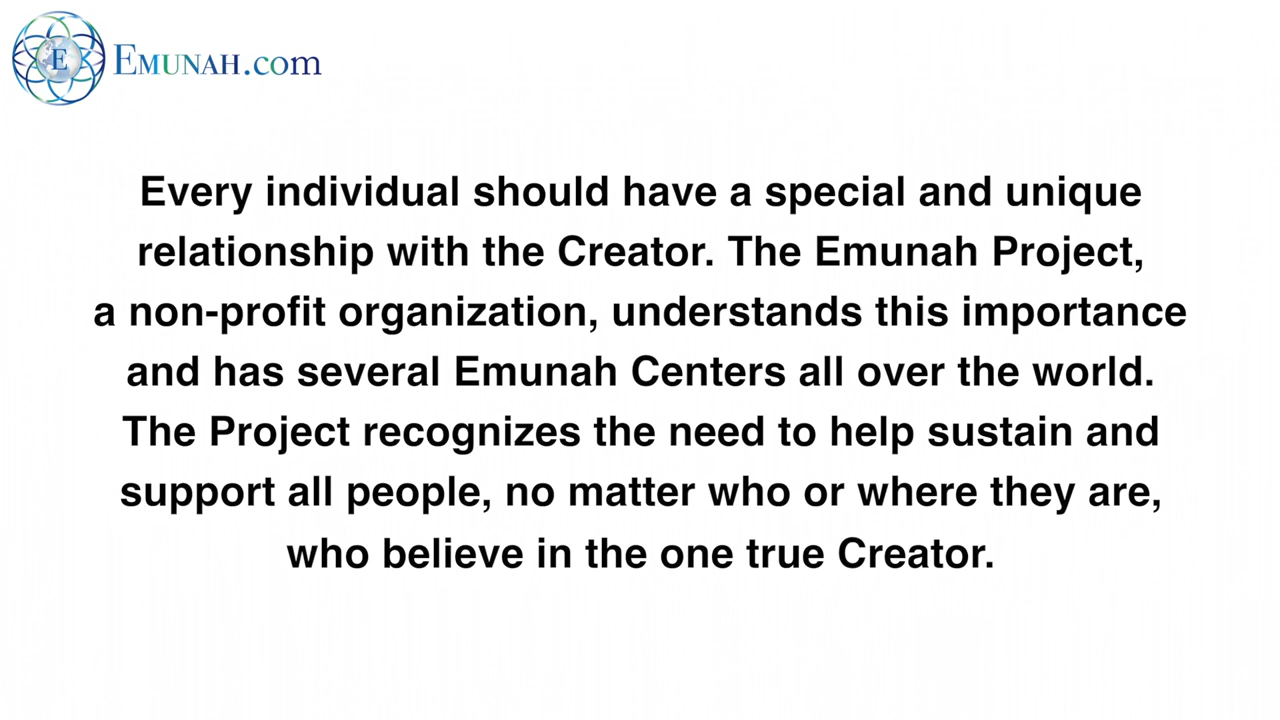 E EMUNAH.com
Every individual should have a special and unique
relationship with the Creator. The Emunah Project,
a non-profit organization, understands this importance
and has several Emunah Centers all over the world.
The Project recognizes the need to help sustain and
support all people, no matter who or where they are,
who believe in the one true Creator.